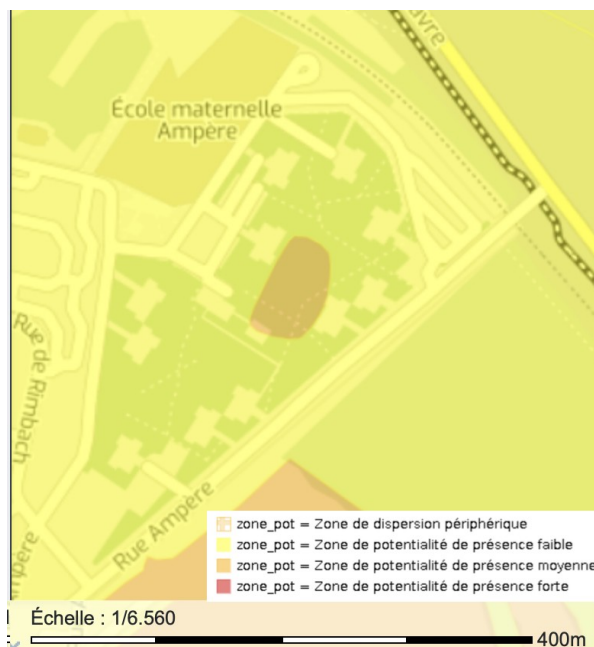 uvre
École maternelle
Ampère
Rue de Rimbach
Rue Ampère
mpère
zone_pot = Zone de dispersion périphérique
zone_pot = Zone de potentialité de présence faible
zone_pot = Zone de potentialité de présence moyenne
zone_pot = Zone de potentialité de présence forte
Échelle : 1/6.560
400m